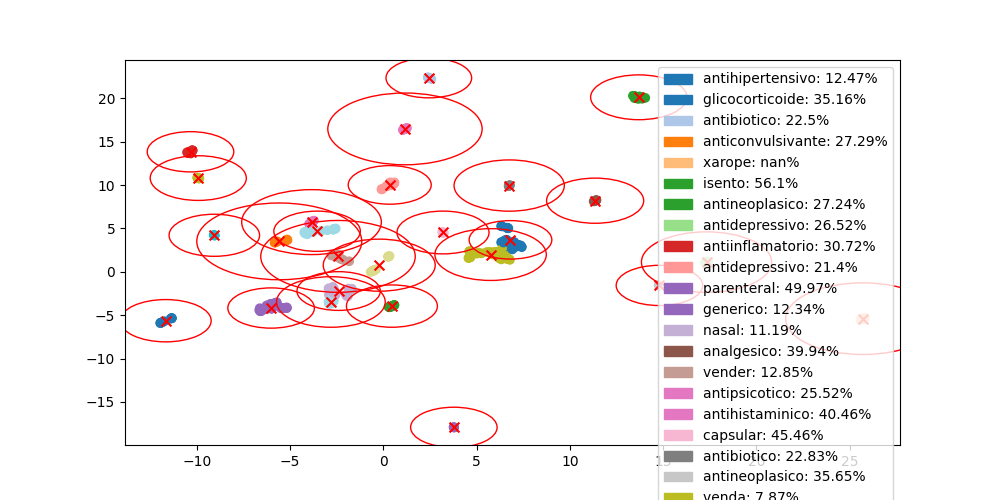 antihipertensivo: 12.47%
glicocorticoide: 35.16%
antibiotico: 22.5%
anticonvulsivante: 27.29%
xarope: nan%
isento: 56.1%
antineoplasico: 27.24%
antidepressivo: 26.52%
antiinflamatorio: 30.72%
antidepressivo: 21.4%
parenteral: 49.97%
generico: 12.34%
nasal: 11.19%
analgesico: 39.94%
vender: 12.85%
antipsicotico: 25.52%
antihistaminico: 40.46%
capsular: 45.46%
antibiotico: 22.83%
antineoplasico: 35.65%
venda: 7.87%
20
15
10
5
0
−5
−10
−15
−10 −5 0 5 10 15 20 25